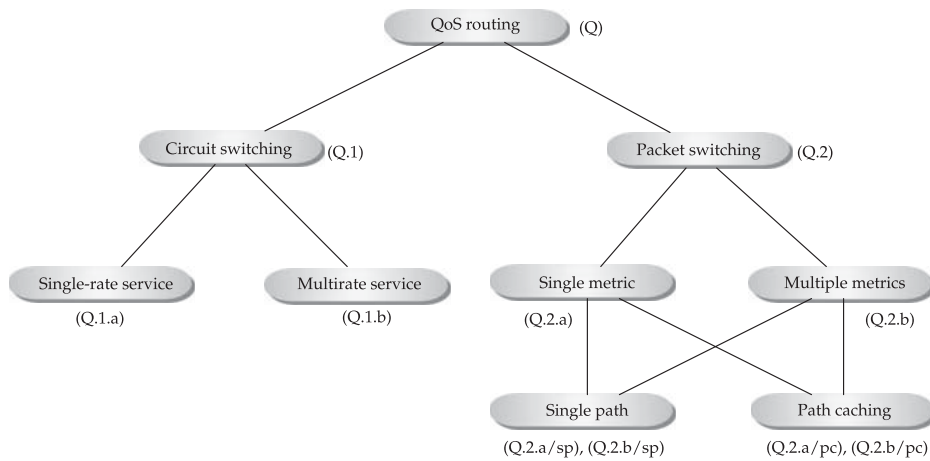 QoS routing
(Q)
Circuit switching
(Q.1)
Packet switching
(Q.2)
Single-rate service
Multirate service
Single metric
Multiple metrics
(Q.1.a)
(Q.1.b)
(Q.2.a)
(Q.2.b)
Single path
Path caching
(Q.2.a/sp), (Q.2.b/sp)
(Q.2.a/pc), (Q.2.b/pc)